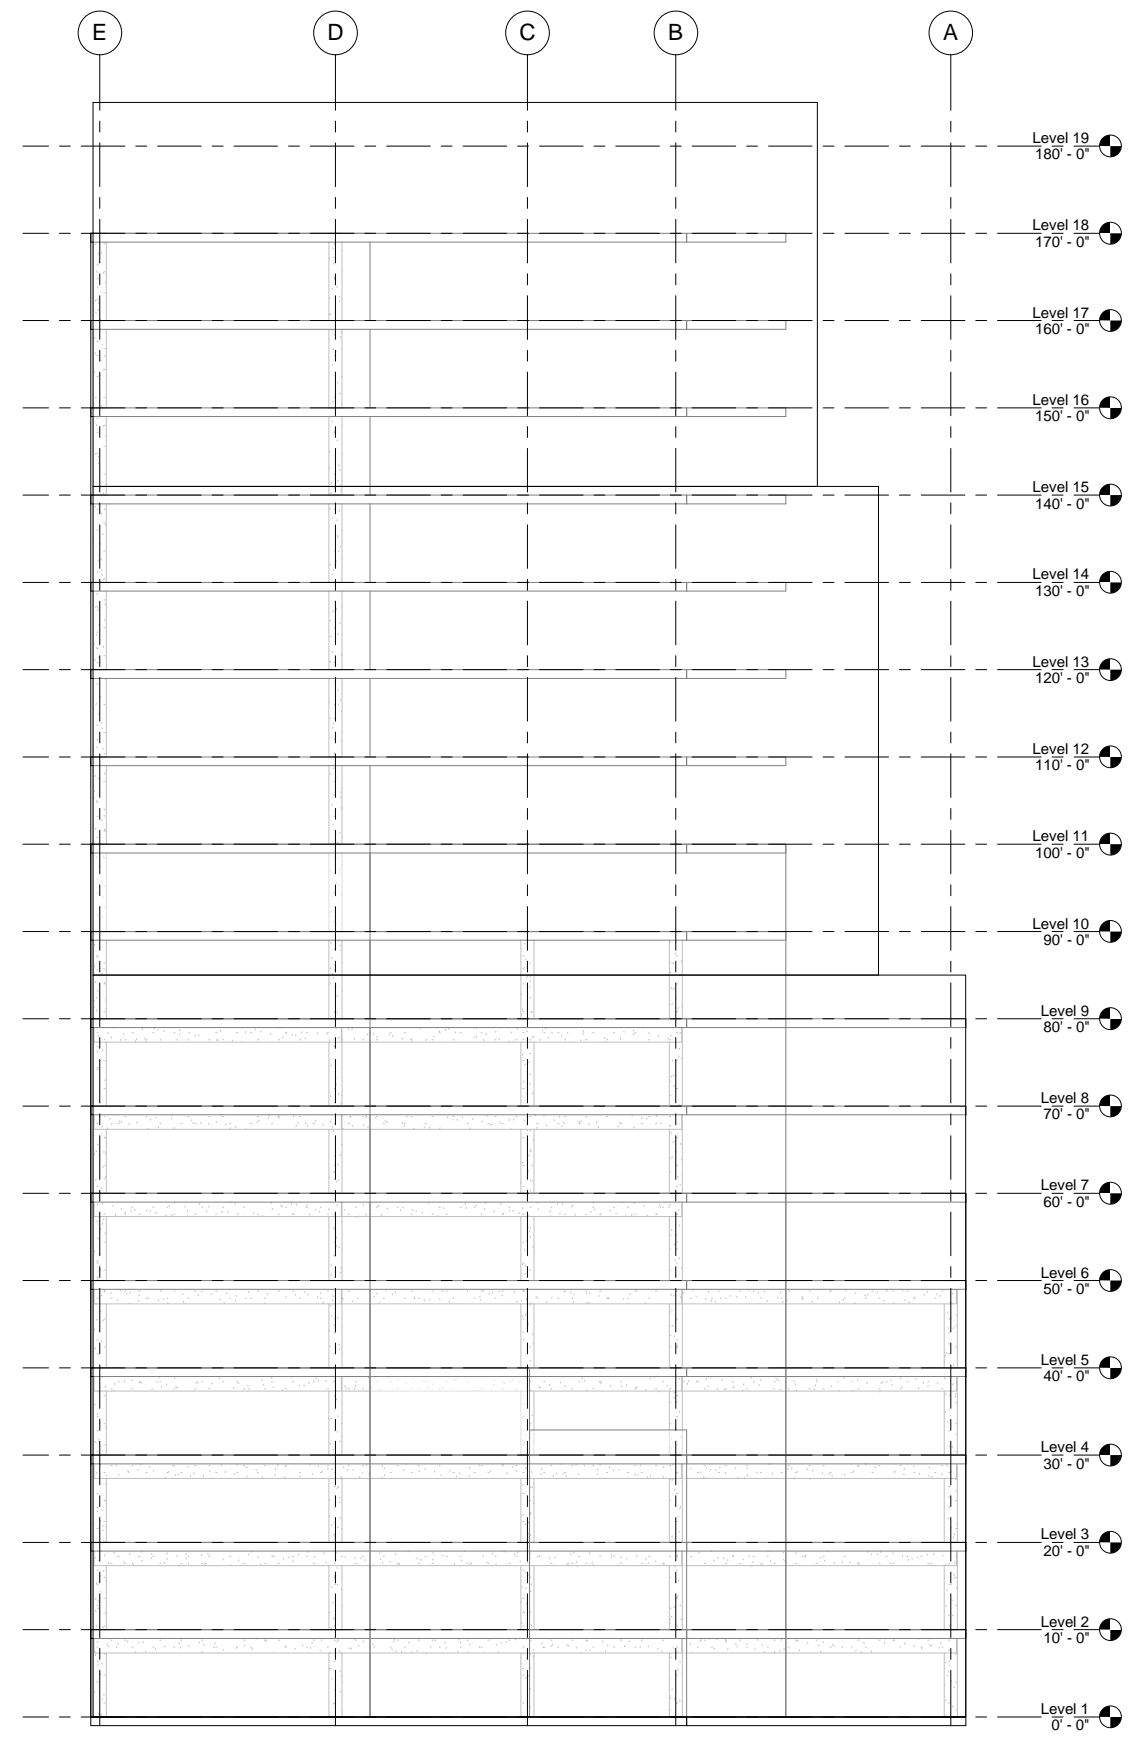 E D C B A
Level 19
180' - 0"
Level 18
170' - 0"
Level 17
160' - 0"
Level 16
150' - 0"
Level 15
140' - 0"
Level 14
130' - 0"
Level 13
120' - 0"
Level 12
110' - 0"
Level 11
100' - 0"
Level 10
90' - 0"
Level 9
80' - 0"
Level 8
70' - 0"
Level 7
60' - 0"
Level 6
50' - 0"
Level 5
40' - 0"
Level 4
30' - 0"
Level 3
20' - 0"
Level 2
10' - 0"
Level 1
0' - 0"